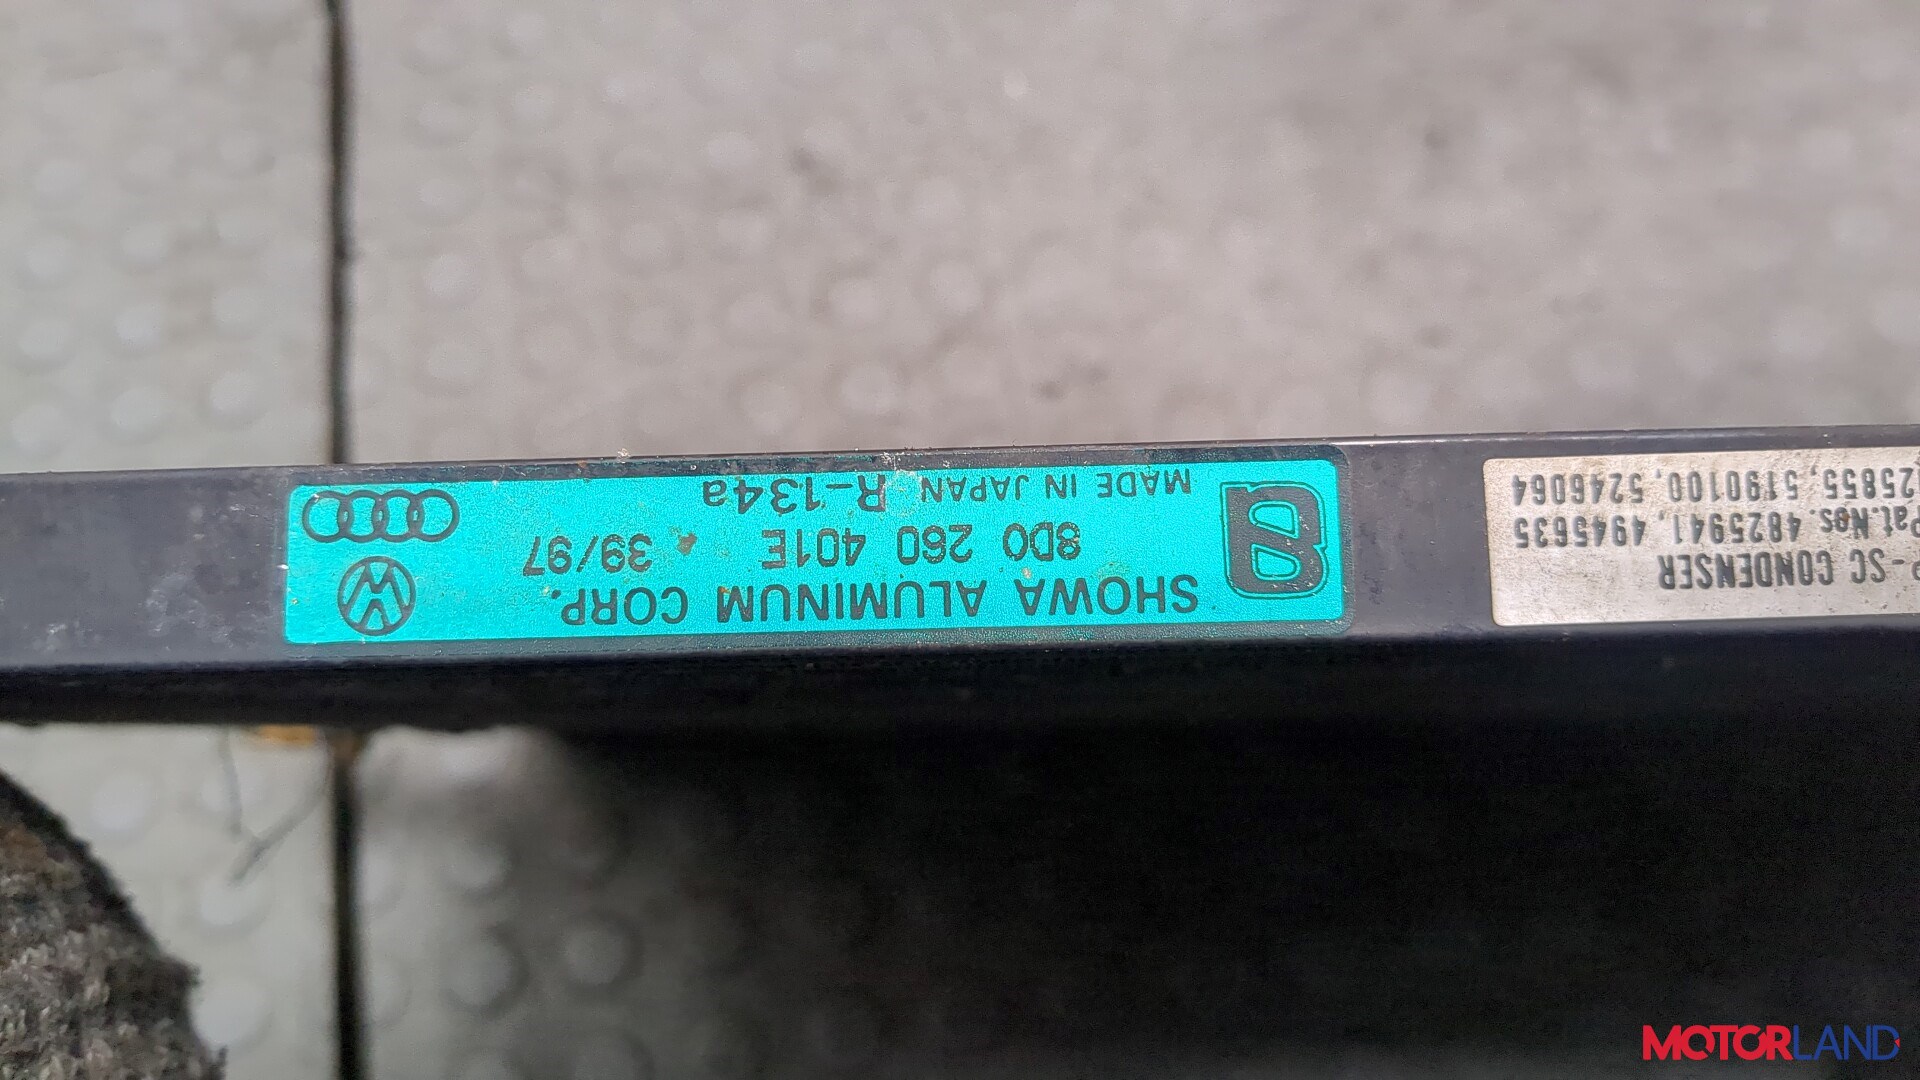 SHOWA ALUMINUM CORP.
8D0 260 401E 39/97
MADE IN JAPAN R-134a
P-SC CONDENSER
Pat.Nos. 4825941, 4945635
25855, 5190100, 5246064
MOTORLAND